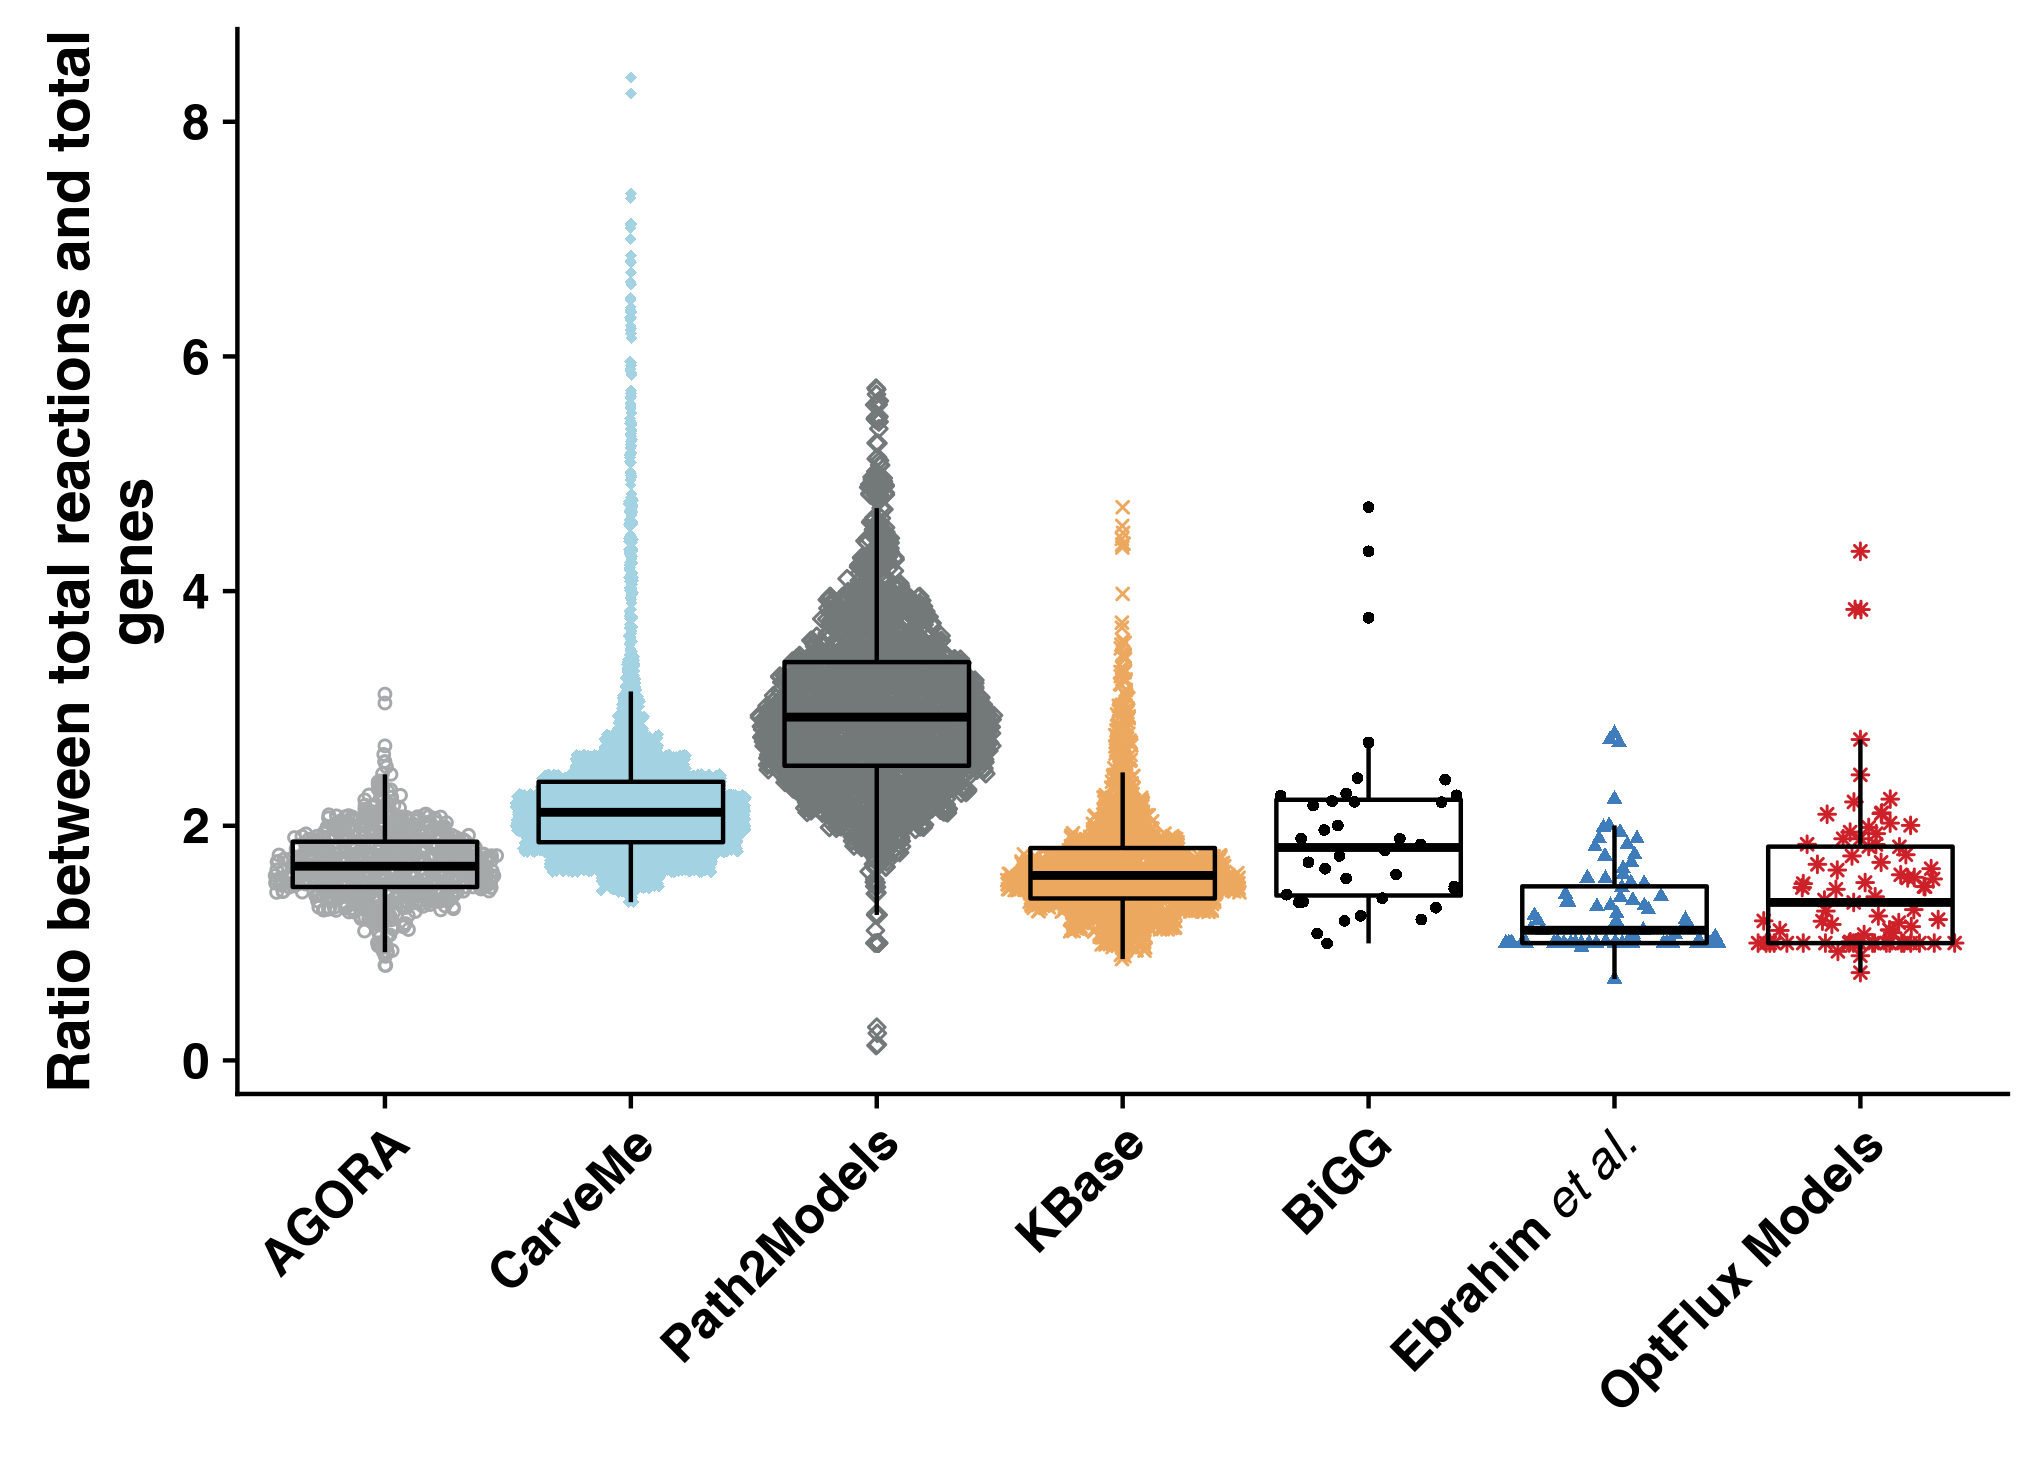 Ratio between total reactions and total
genes
8
6
4
2
0
AGORA
CarveMe
Path2Models
KBase
BiGG
Ebrahim et al.
OptFlux Models